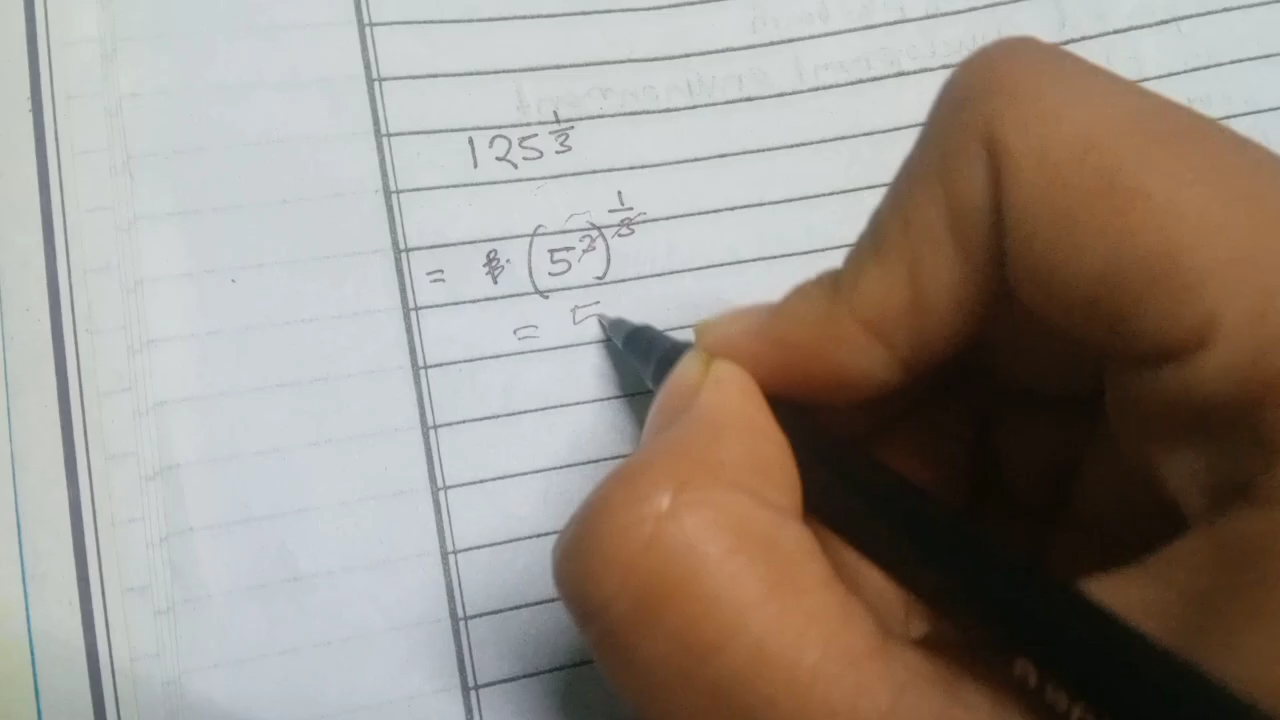 125^(1/3)
= (5^3)^(1/3)
= 5